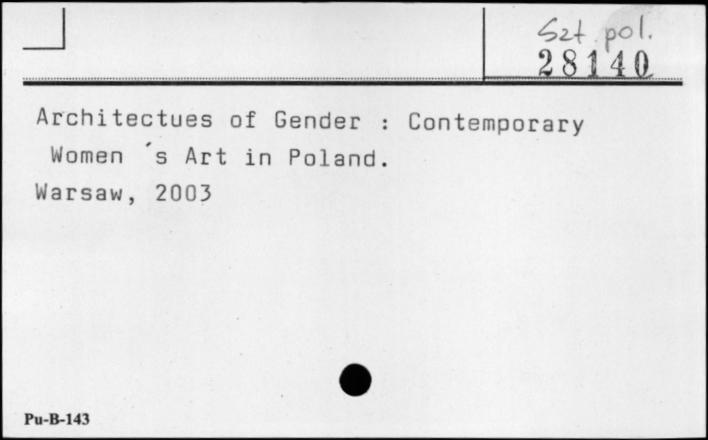 Szt. pol.
28140
Architectues of Gender : Contemporary
Women ´s Art in Poland.
Warsaw, 2003
Pu-B-143